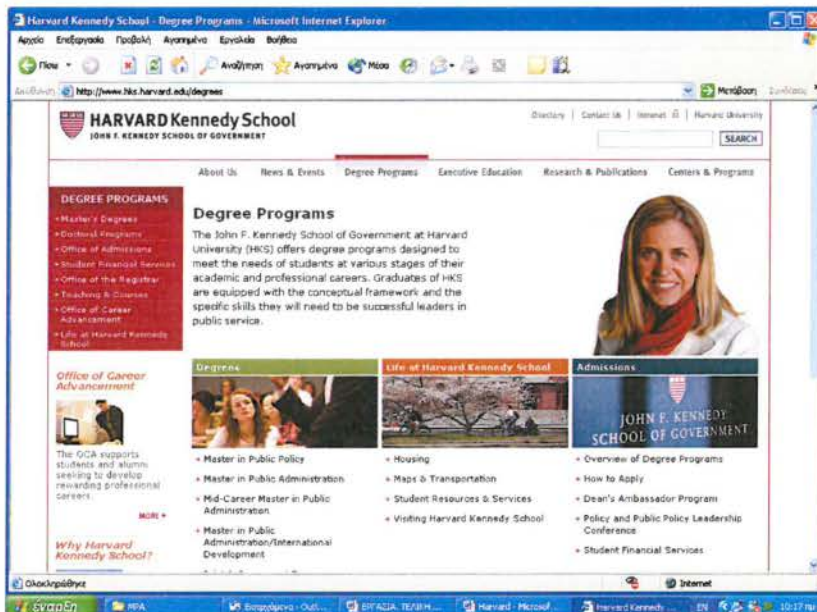 Harvard Kennedy School - Degree Programs - Microsoft Internet Explorer
Αρχείο Επεξεργασία Προβολή Αγαπημένα Εργαλεία Βοήθεια
Πίσω Αναζήτηση Αγαπημένα Μέσα
Διεύθυνση http://www.hks.harvard.edu/degrees Μετάβαση Συνδέσεις
HARVARD Kennedy School
JOHN F. KENNEDY SCHOOL OF GOVERNMENT
Directory | Contact Us | Intranet | Harvard University
SEARCH
About Us News & Events Degree Programs Executive Education Research & Publications Centers & Programs
DEGREE PROGRAMS
Master's Degrees
Doctoral Programs
Office of Admissions
Student Financial Services
Office of the Registrar
Teaching & Courses
Office of Career
Advancement
Life at Harvard Kennedy
School
Office of Career
Advancement
The OCA supports
students and alumni
seeking to develop
rewarding professional
careers.
MORE
Why Harvard
Kennedy School?
Degree Programs
The John F. Kennedy School of Government at Harvard
University (HKS) offers degree programs designed to
meet the needs of students at various stages of their
academic and professional careers. Graduates of HKS
are equipped with the conceptual framework and the
specific skills they will need to be successful leaders in
public service.
Degrees
Master in Public Policy
Master in Public Administration
Mid-Career Master in Public
Administration
Master in Public
Administration/International
Development
Life at Harvard Kennedy School
Housing
Maps & Transportation
Student Resources & Services
Visiting Harvard Kennedy School
Admissions
JOHN F. KENNEDY
SCHOOL OF GOVERNMENT
Overview of Degree Programs
How to Apply
Dean's Ambassador Program
Policy and Public Policy Leadership
Conference
Student Financial Services
Ολοκληρώθηκε Internet
έναρξη MPA Εισερχόμενα - Outl... ΕΡΓΑΣΙΑ ΤΕΛΙΚΗ... Harvard - Microsof... Harvard Kennedy ... EN 10:17 πμ